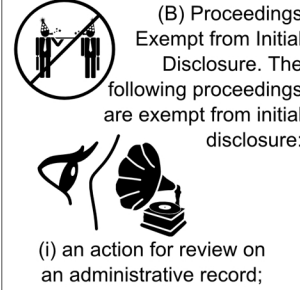 (B) Proceedings
Exempt from Initial
Disclosure. The
following proceedings
are exempt from initial
disclosure:
(i) an action for review on
an administrative record;